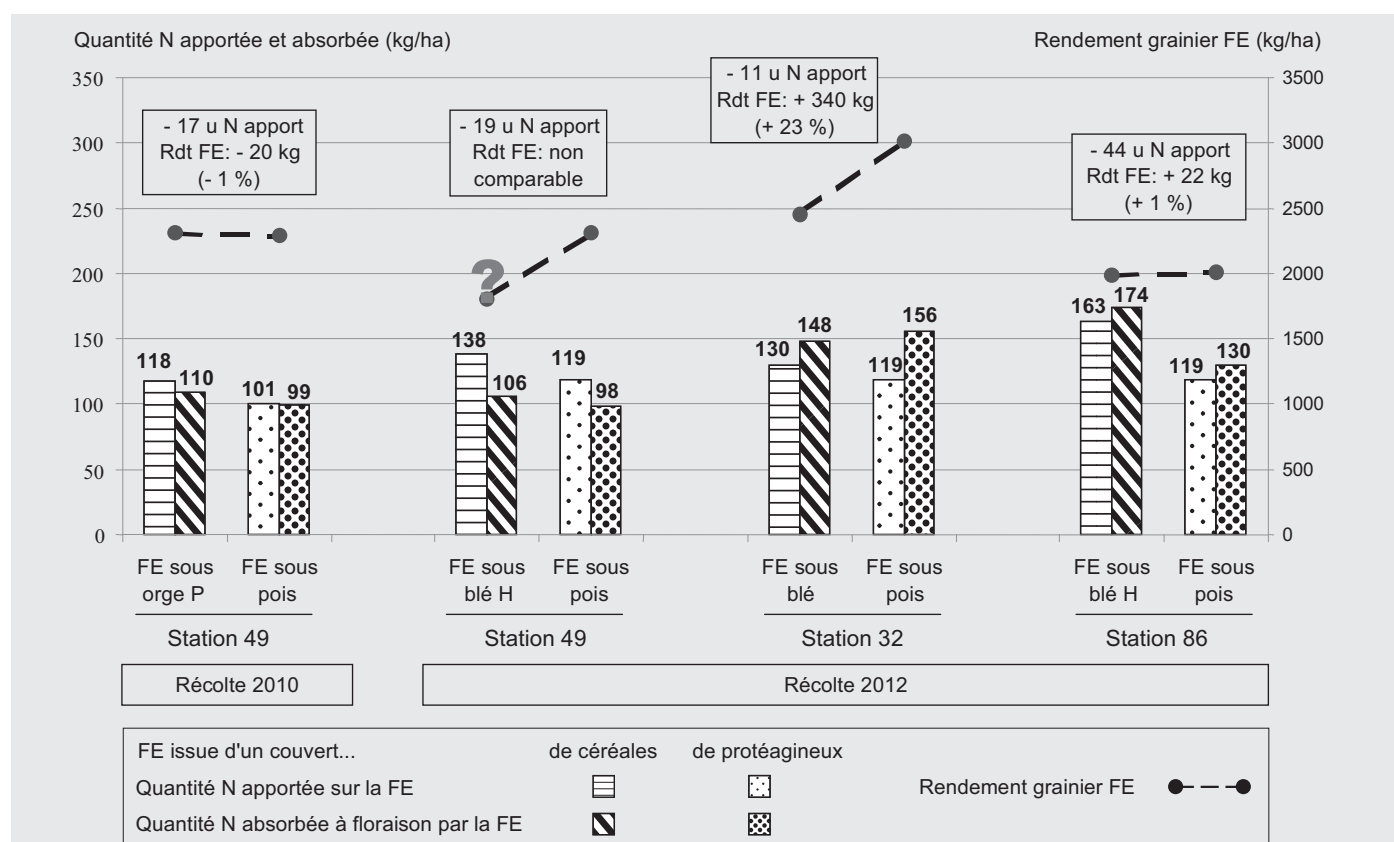 Quantité N apportée et absorbée (kg/ha)
Rendement grainier FE (kg/ha)
350
300
250
200
150
100
50
0
3500
3000
2500
2000
1500
1000
500
0
- 17 u N apport
Rdt FE: - 20 kg
(- 1 %)
- 19 u N apport
Rdt FE: non
comparable
- 11 u N apport
Rdt FE: + 340 kg
(+ 23 %)
- 44 u N apport
Rdt FE: + 22 kg
(+ 1 %)
?
118 110 101 99
138 106 119 98
130 148 119 156
163 174 119 130
FE sous
orge P
FE sous
pois
FE sous
blé H
FE sous
pois
FE sous
blé
FE sous
pois
FE sous
blé H
FE sous
pois
Station 49
Station 49
Station 32
Station 86
Récolte 2010
Récolte 2012
FE issue d'un couvert... de céréales de protéagineux
Quantité N apportée sur la FE
Rendement grainier FE
Quantité N absorbée à floraison par la FE